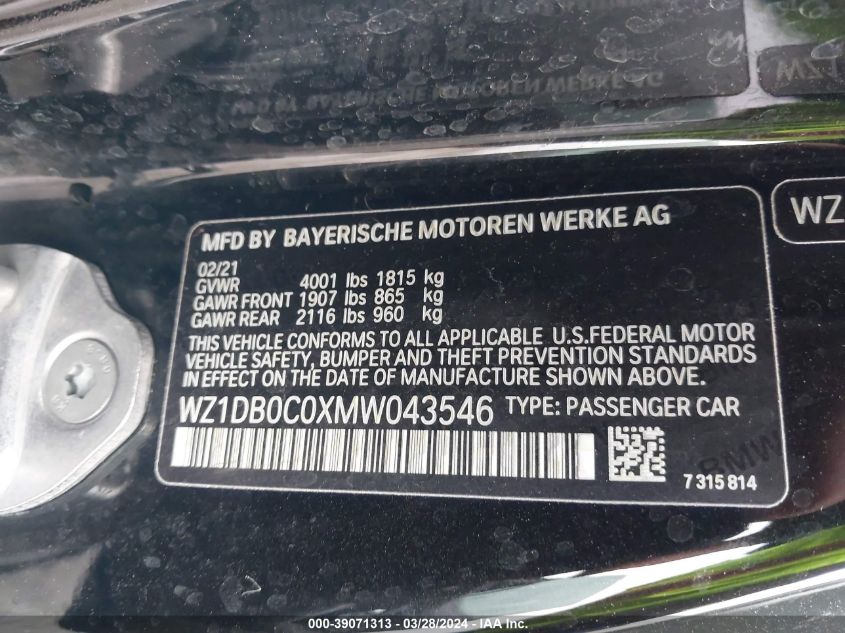 MFD BY BAYERISCHE MOTOREN WERKE AG
02/21
GVWR 4001 lbs 1815 kg
GAWR FRONT 1907 lbs 865 kg
GAWR REAR 2116 lbs 960 kg
THIS VEHICLE CONFORMS TO ALL APPLICABLE U.S.FEDERAL MOTOR
VEHICLE SAFETY, BUMPER AND THEFT PREVENTION STANDARDS
IN EFFECT ON THE DATE OF MANUFACTURE SHOWN ABOVE.
WZ1DB0C0XMW043546 TYPE: PASSENGER CAR
7 315 814
WZ
BMW
000-39071313 - 03/28/2024 - IAA Inc.